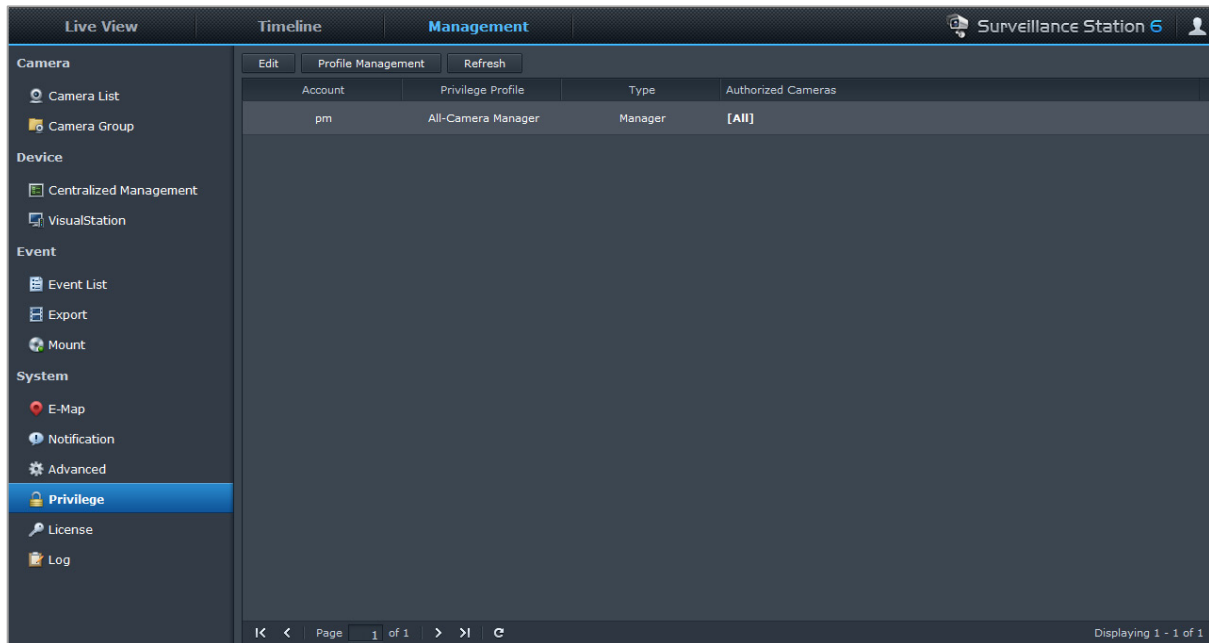 Live View Timeline Management Surveillance Station 6
Camera
Camera List
Camera Group
Device
Centralized Management
VisualStation
Event
Event List
Export
Mount
System
E-Map
Notification
Advanced
Privilege
License
Log
Edit Profile Management Refresh
Account Privilege Profile Type Authorized Cameras
pm All-Camera Manager Manager [All]
Page 1 of 1 Displaying 1 - 1 of 1